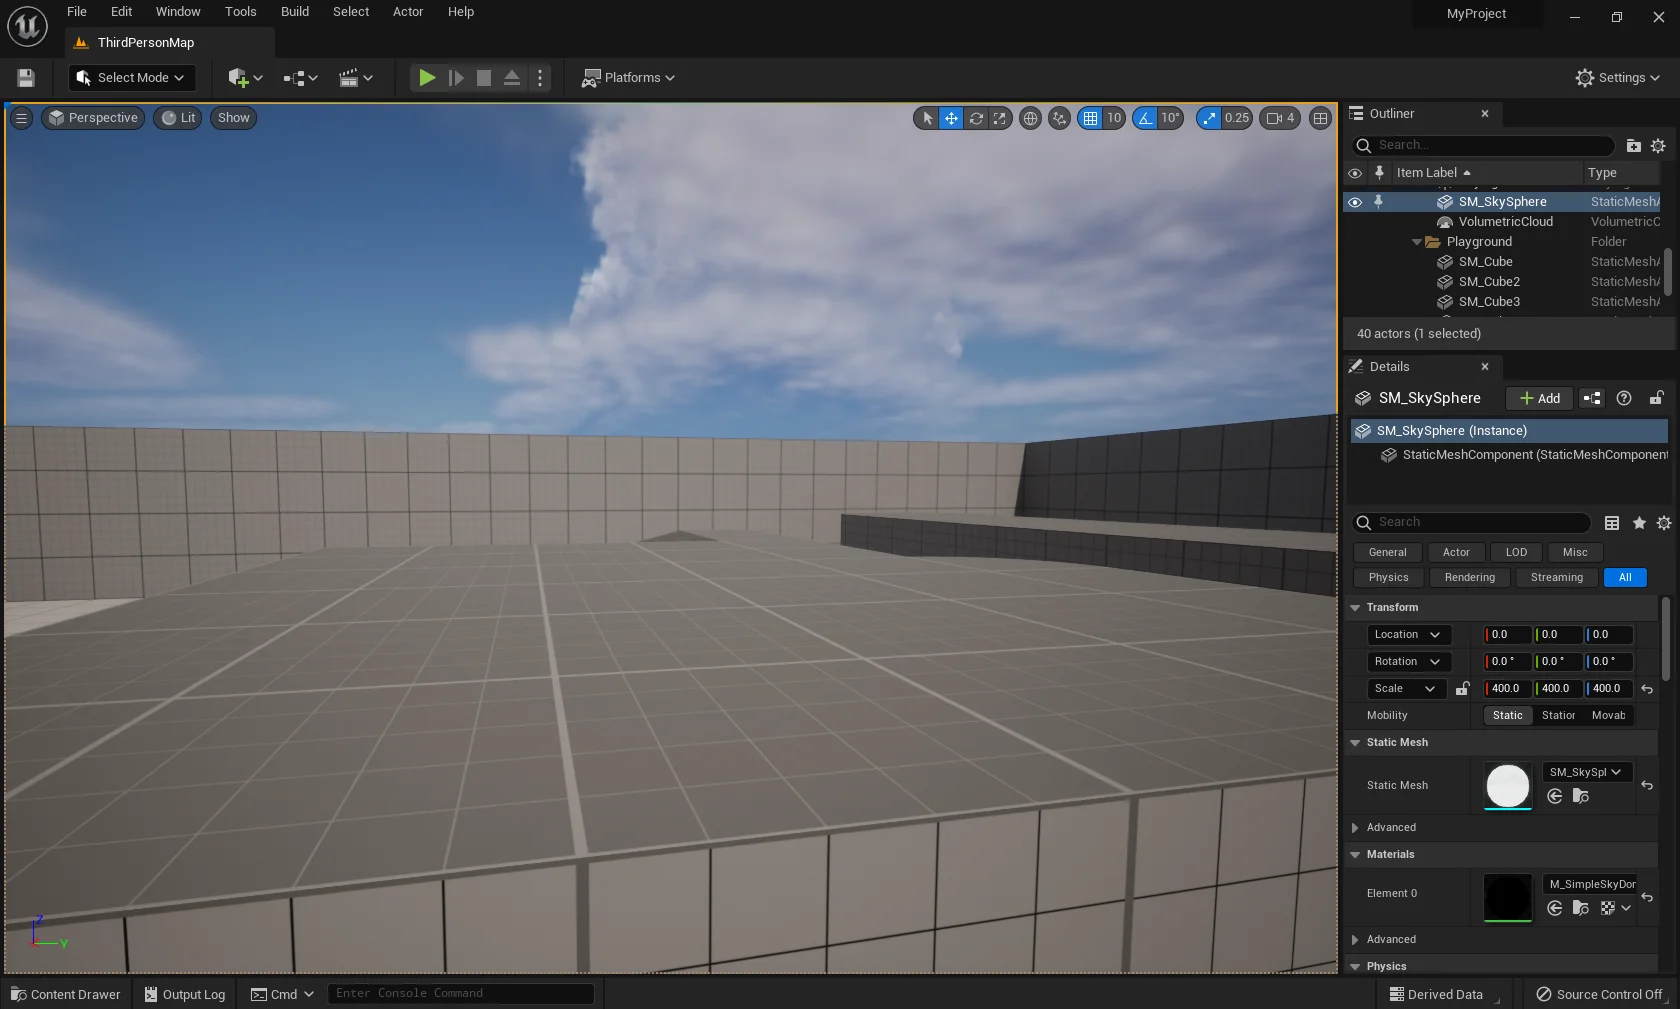 File Edit Window Tools Build Select Actor Help
MyProject
ThirdPersonMap
Select Mode
Platforms
Settings
Perspective Lit Show
10 10° 0.25 4
Outliner
Search...
Item Label Type
SM_SkySphere StaticMeshA
VolumetricCloud VolumetricC
Playground Folder
SM_Cube StaticMeshA
SM_Cube2 StaticMeshA
SM_Cube3 StaticMeshA
40 actors (1 selected)
Details
SM_SkySphere Add
SM_SkySphere (Instance)
StaticMeshComponent (StaticMeshComponent
Search
General Actor LOD Misc
Physics Rendering Streaming All
Transform
Location 0.0 0.0 0.0
Rotation 0.0 ° 0.0 ° 0.0 °
Scale 400.0 400.0 400.0
Mobility Static Station Movab
Static Mesh
Static Mesh SM_SkySpl
Advanced
Materials
Element 0 M_SimpleSkyDor
Advanced
Physics
Z
Y
Content Drawer Output Log Cmd Enter Console Command Derived Data Source Control Off